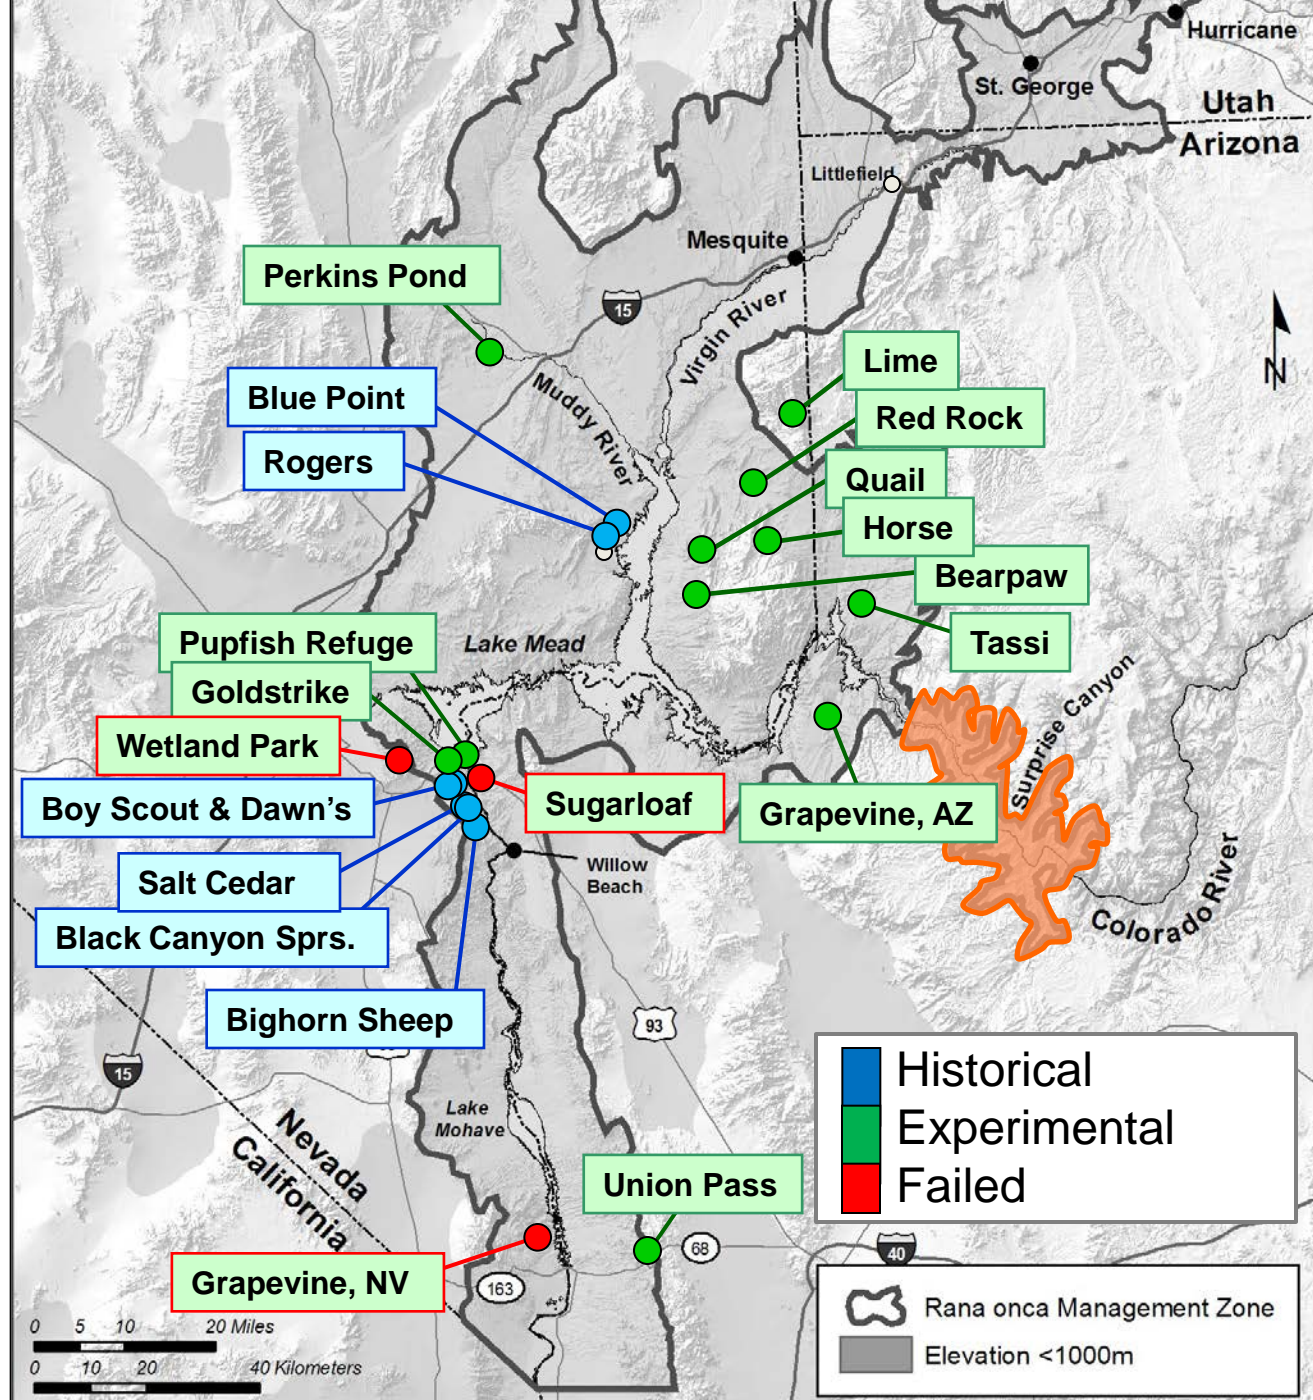 Hurricane
St. George
Utah
Arizona
Littlefield
Mesquite
Perkins Pond
15
Virgin River
Lime
Blue Point
Muddy River
Red Rock
Rogers
Quail
N
Horse
Bearpaw
Pupfish Refuge
Lake Mead
Tassi
Goldstrike
Surprise Canyon
Wetland Park
Boy Scout & Dawn's
Sugarloaf
Grapevine, AZ
Salt Cedar
Willow
Beach
Colorado River
Black Canyon Sprs.
Bighorn Sheep
93
15
Historical
Experimental
Failed
Lake
Mohave
Nevada
California
Union Pass
68
40
Grapevine, NV
163
Rana onca Management Zone
Elevation <1000m
0 5 10 20 Miles
0 10 20 40 Kilometers